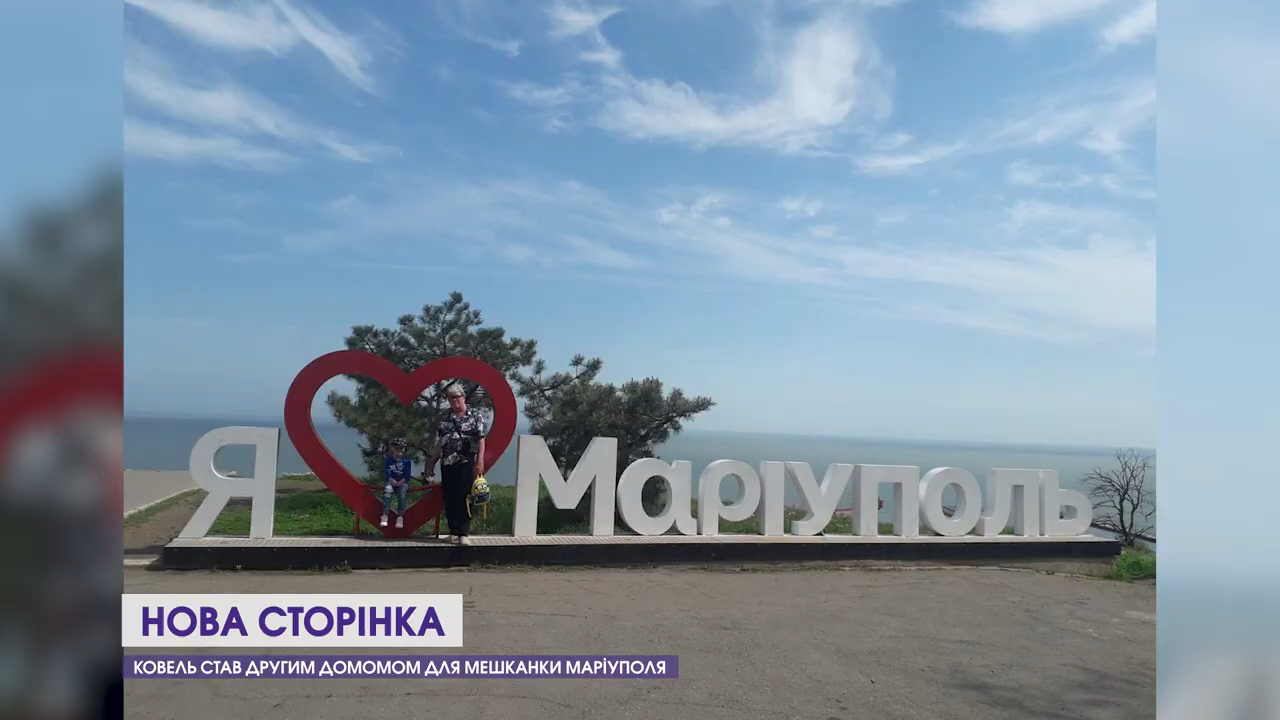 Я Маріуполь
НОВА СТОРІНКА
КОВЕЛЬ СТАВ ДРУГИМ ДОМОМОМ ДЛЯ МЕШКАНКИ МАРІУПОЛЯ